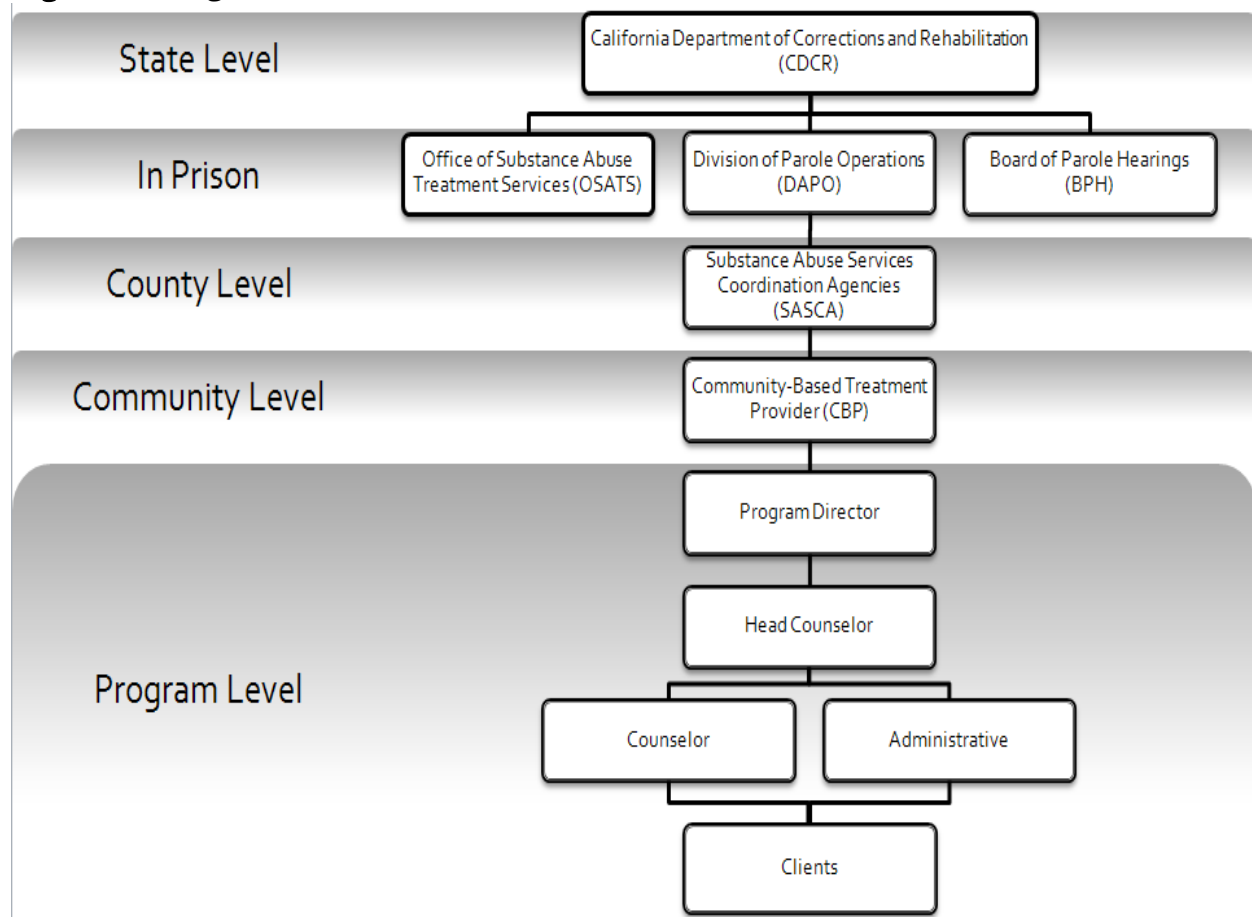 State Level
California Department of Corrections and Rehabilitation
(CDCR)
In Prison
Office of Substance Abuse
Treatment Services (OSATS)
Division of Parole Operations
(DAPO)
Board of Parole Hearings
(BPH)
County Level
Substance Abuse Services
Coordination Agencies
(SASCA)
Community Level
Community-Based Treatment
Provider (CBP)
Program Level
Program Director
Head Counselor
Counselor
Administrative
Clients